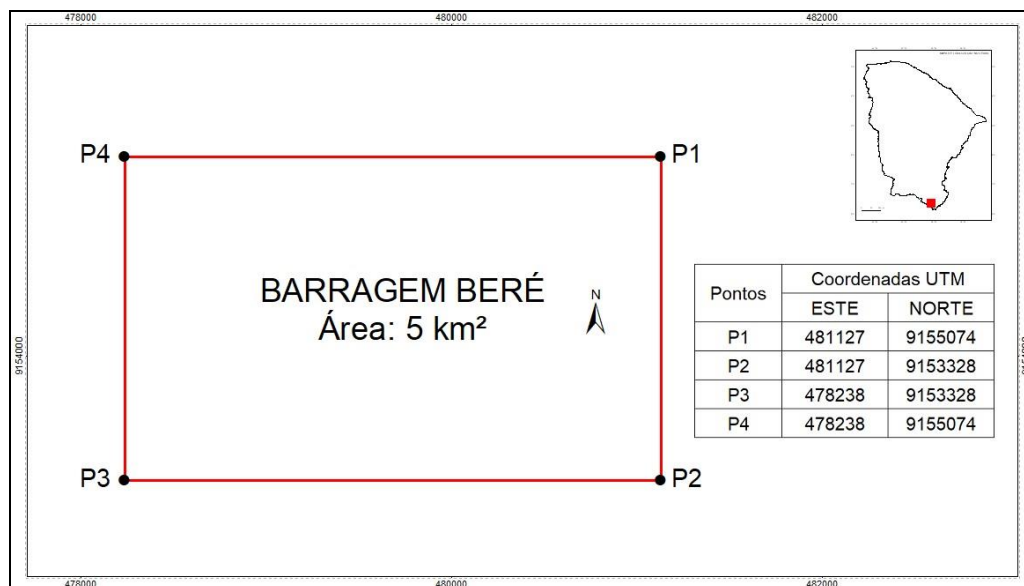 478000 480000 482000
P4 P1
BARRAGEM BERÉ
Área: 5 km²
N
P3 P2
Pontos Coordenadas UTM
ESTE NORTE
P1 481127 9155074
P2 481127 9153328
P3 478238 9153328
P4 478238 9155074
9154000
478000 480000 482000